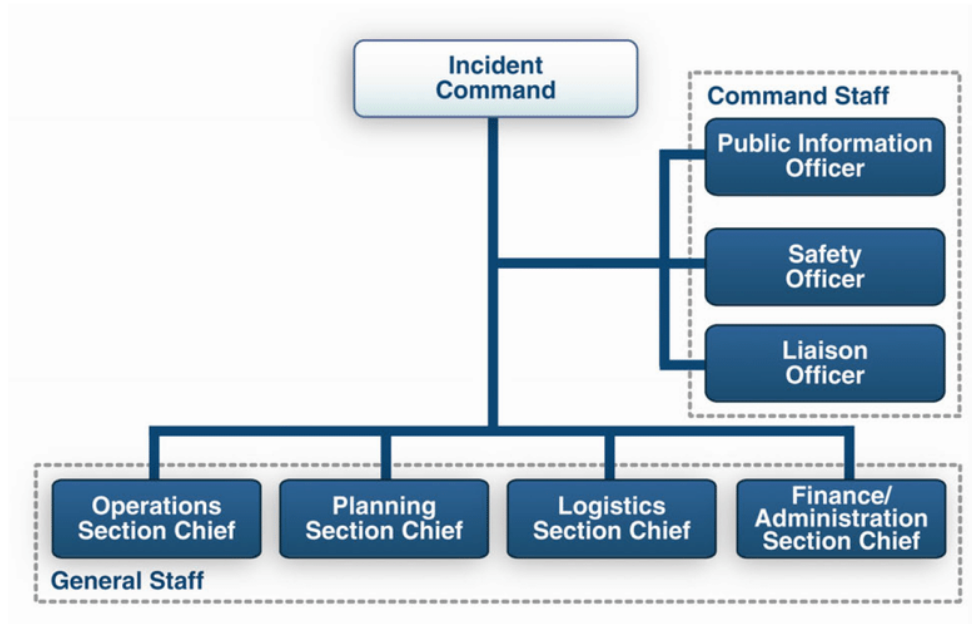 Incident
Command
Command Staff
Public Information
Officer
Safety
Officer
Liaison
Officer
Operations
Section Chief
Planning
Section Chief
Logistics
Section Chief
Finance/
Administration
Section Chief
General Staff